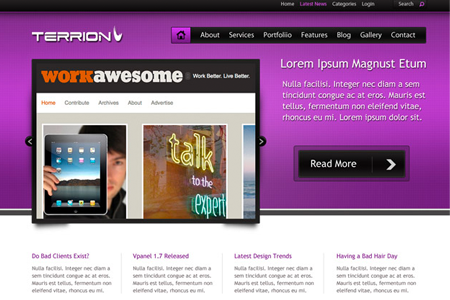 Home Latest News Categories Login Search
TERRION
About Services Portfoliio Features Blog Gallery Contact
workawesome Work Better. Live Better.
Home Contribute Archives About Advertise
talk
to the
expert
Lorem Ipsum Magnust Etum
Nulla facilisi. Integer nec diam a
sem congue ac at eros. Mauris est
tellus, fermentum non eleifend vitae,
rhoncus eu mi. Lorem ipsum dolor sit.
Read More
Do Bad Clients Exist?
Nulla facilisi. Integer nec diam a
sem tincidunt congue ac at eros.
Mauris est tellus, fermentum non
eleifend vitae, rhoncus eu mi.
Vpanel 1.7 Released
Nulla facilisi. Integer nec diam a
sem tincidunt congue ac at eros.
Mauris est tellus, fermentum non
eleifend vitae, rhoncus eu mi.
Latest Design Trends
Nulla facilisi. Integer nec diam a
sem tincidunt congue ac at eros.
Mauris est tellus, fermentum non
eleifend vitae, rhoncus eu mi.
Having a Bad Hair Day
Nulla facilisi. Integer nec diam a
sem tincidunt congue ac at eros.
Mauris est tellus, fermentum non
eleifend vitae, rhoncus eu mi.